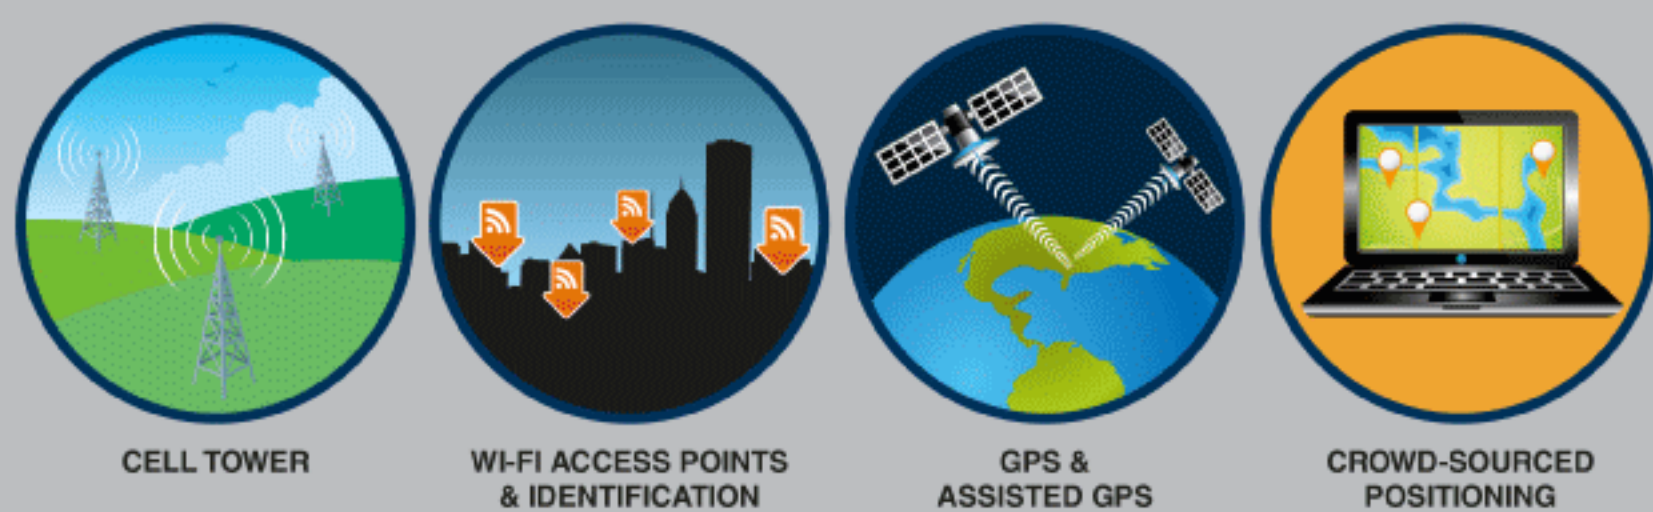 CELL TOWER
WI-FI ACCESS POINTS
& IDENTIFICATION
GPS &
ASSISTED GPS
CROWD-SOURCED
POSITIONING